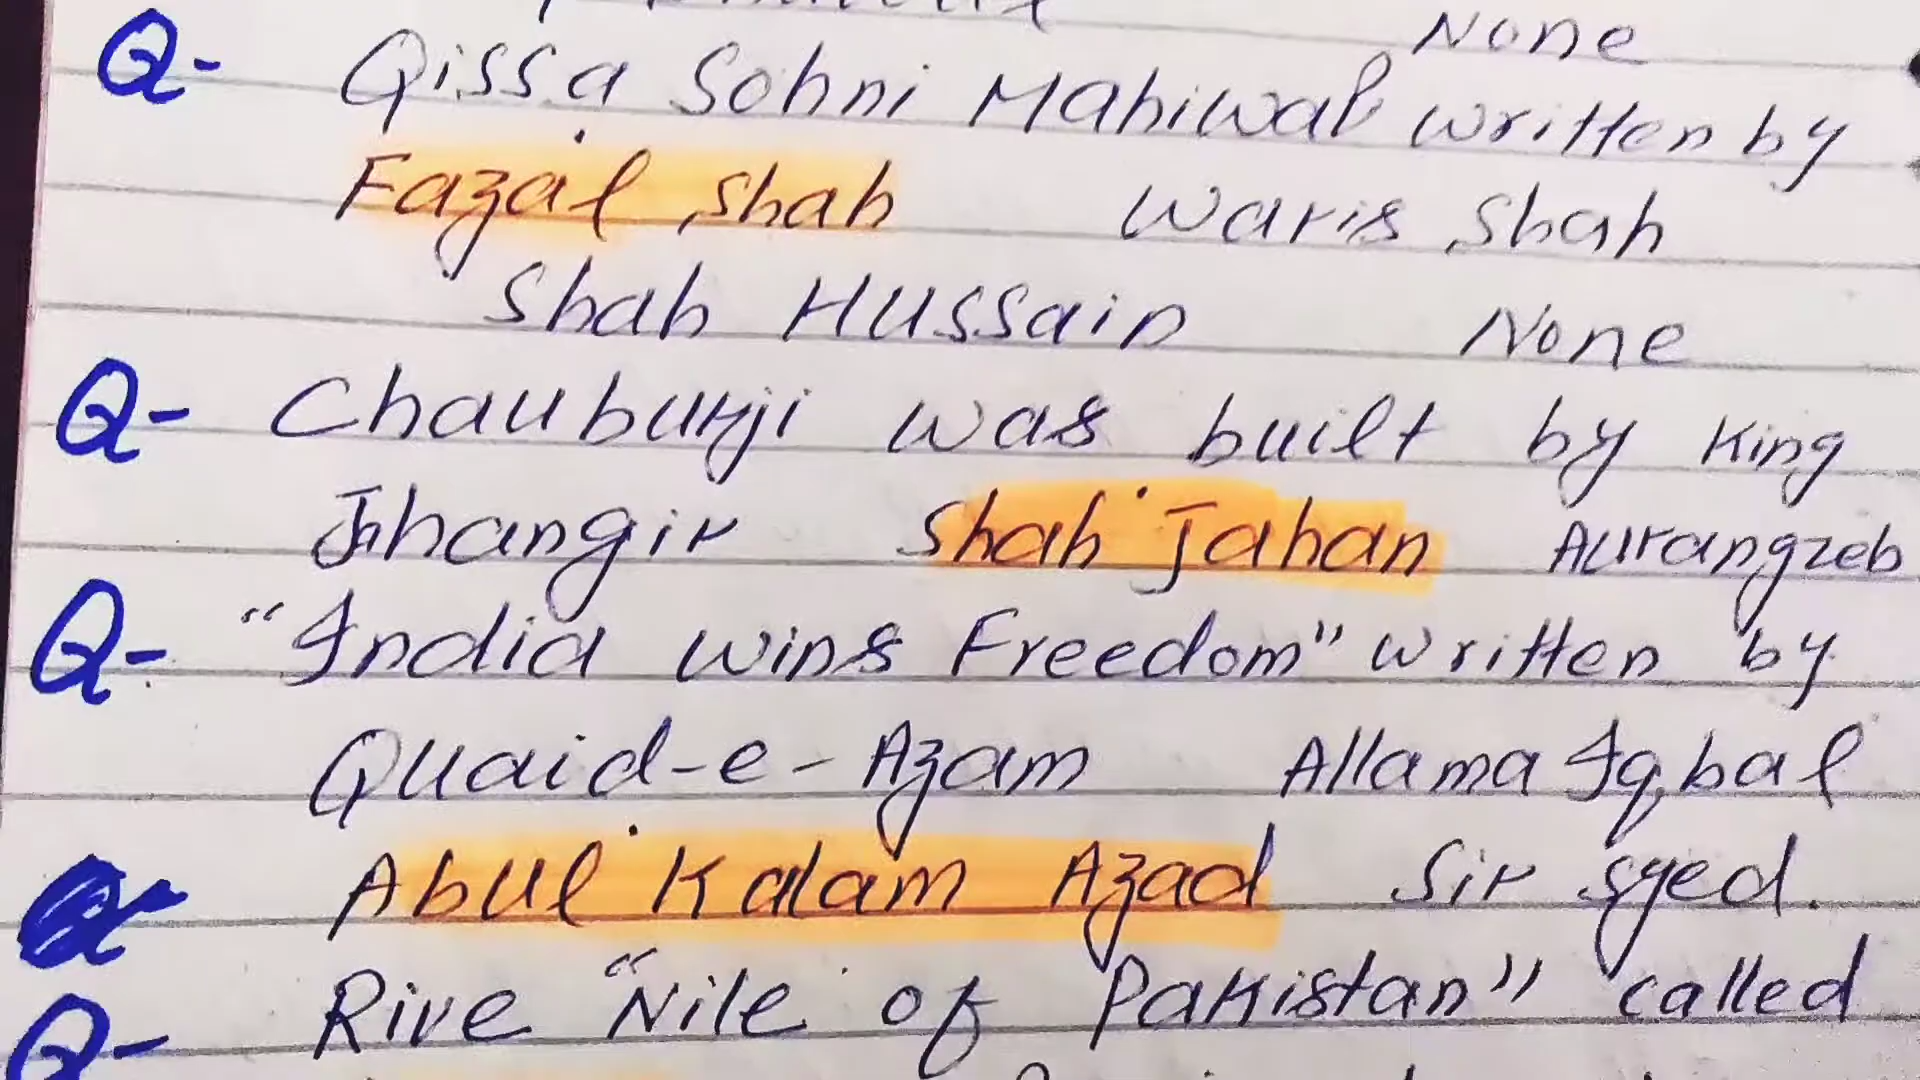 None
Q- Qissa Sohni Mahiwal written by
Fazal Shah Waris Shah
Shah Hussain None
Q- Chauburji was built by King
Jhangir Shah Jahan Aurangzeb
Q- "India wins Freedom" written by
Quaid-e-Azam Allama Iqbal
Abul Kalam Azad Sir Syed.
Q- Rive "Nile of Pakistan" called